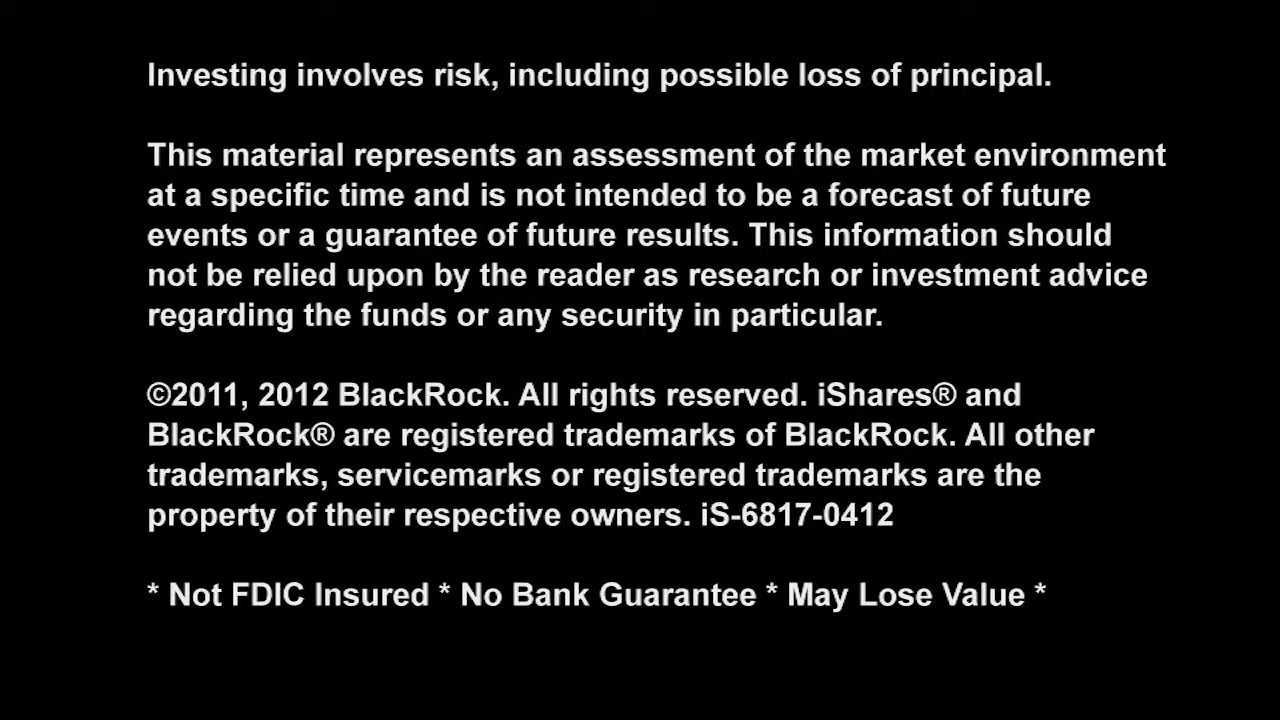 Investing involves risk, including possible loss of principal.
This material represents an assessment of the market environment
at a specific time and is not intended to be a forecast of future
events or a guarantee of future results. This information should
not be relied upon by the reader as research or investment advice
regarding the funds or any security in particular.
©2011, 2012 BlackRock. All rights reserved. iShares® and
BlackRock® are registered trademarks of BlackRock. All other
trademarks, servicemarks or registered trademarks are the
property of their respective owners. iS-6817-0412
* Not FDIC Insured * No Bank Guarantee * May Lose Value *